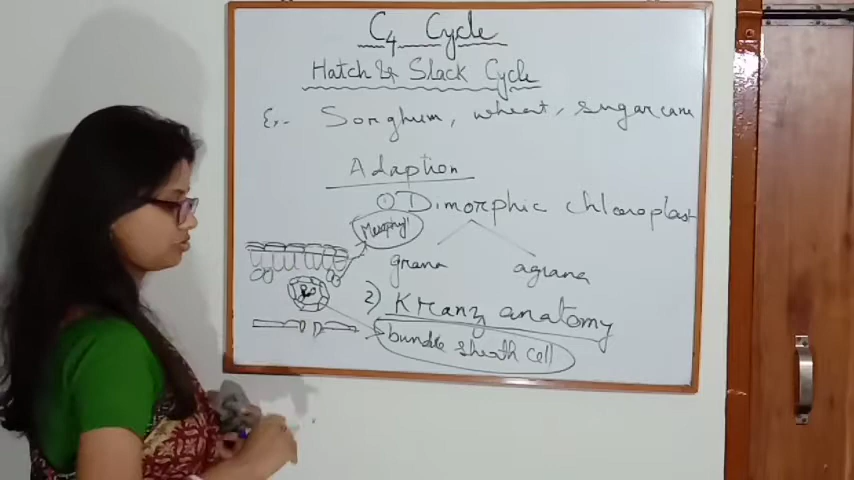 C4 Cycle
Hatch & Slack Cycle
Ex.- Sorghum, wheat, sugarcane
Adaption
① Dimorphic chloroplast
Mesophyll
grana
agrana
2) Kranz anatomy
bundle sheath cell